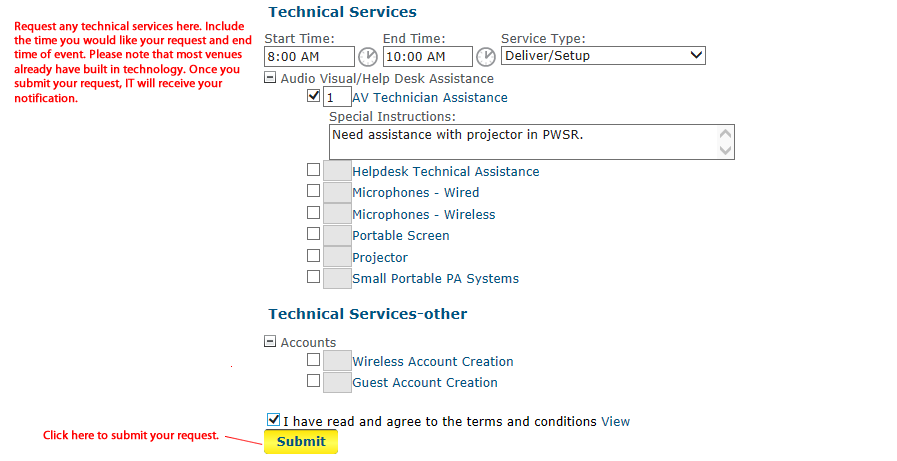 Technical Services
Request any technical services here. Include
the time you would like your request and end
time of event. Please note that most venues
already have built in technology. Once you
submit your request, IT will receive your
notification.
Start Time: End Time: Service Type:
8:00 AM 10:00 AM Deliver/Setup
Audio Visual/Help Desk Assistance
1 AV Technician Assistance
Special Instructions:
Need assistance with projector in PWSR.
Helpdesk Technical Assistance
Microphones - Wired
Microphones - Wireless
Portable Screen
Projector
Small Portable PA Systems
Technical Services-other
Accounts
Wireless Account Creation
Guest Account Creation
I have read and agree to the terms and conditions View
Click here to submit your request.
Submit